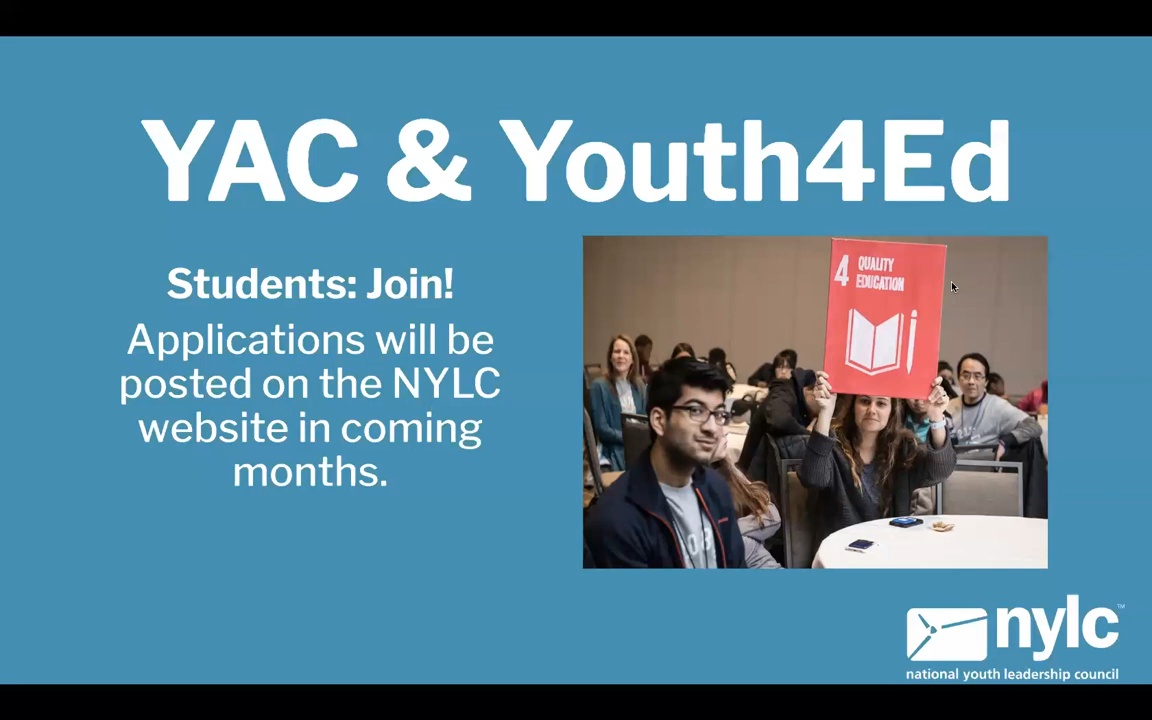 YAC & Youth4Ed
Students: Join!
Applications will be
posted on the NYLC
website in coming
months.
4 QUALITY
EDUCATION
nylc™
national youth leadership council